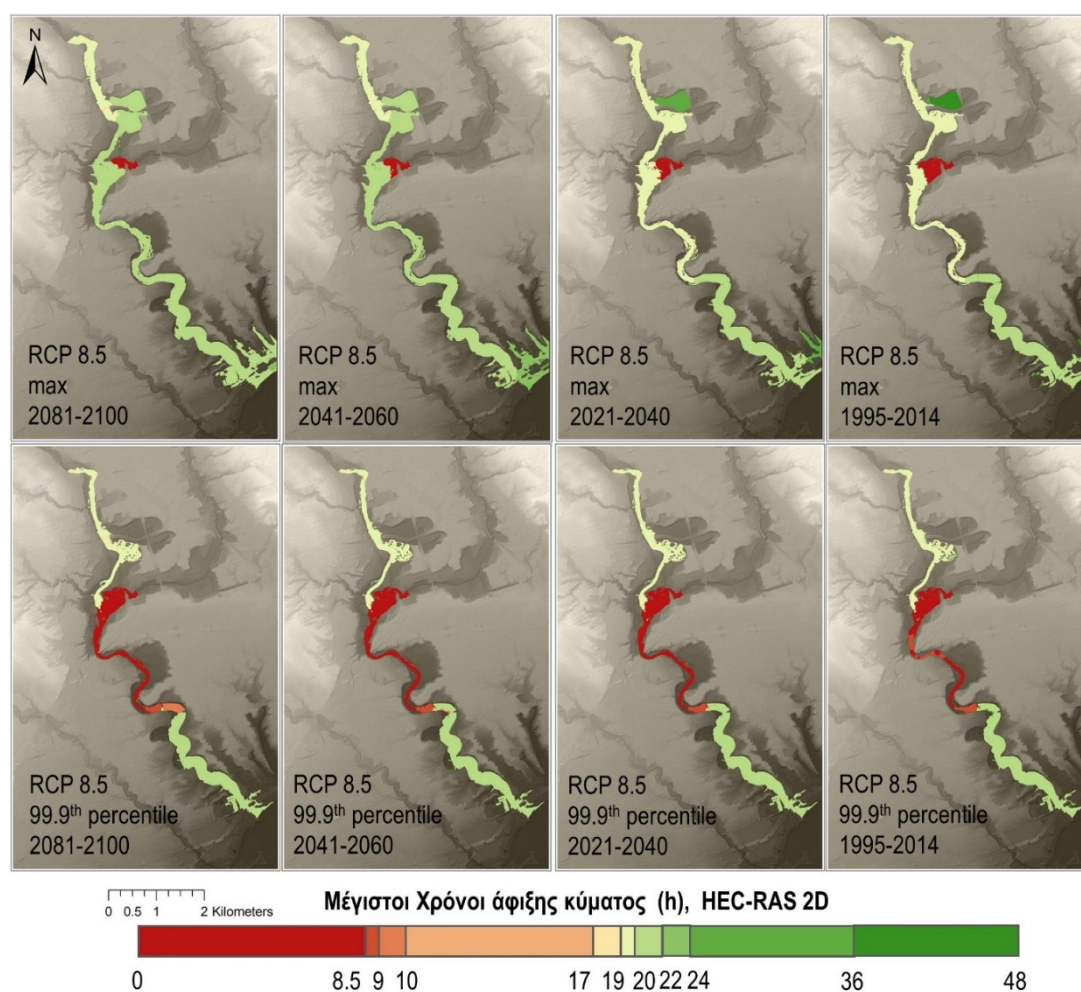 N
RCP 8.5
max
2081-2100
RCP 8.5
max
2041-2060
RCP 8.5
max
2021-2040
RCP 8.5
max
1995-2014
RCP 8.5
99.9th percentile
2081-2100
RCP 8.5
99.9th percentile
2041-2060
RCP 8.5
99.9th percentile
2021-2040
RCP 8.5
99.9th percentile
1995-2014
0 0.5 1 2 Kilometers
Μέγιστοι Χρόνοι άφιξης κύματος (h), HEC-RAS 2D
0 8.5 9 10 17 19 20 22 24 36 48